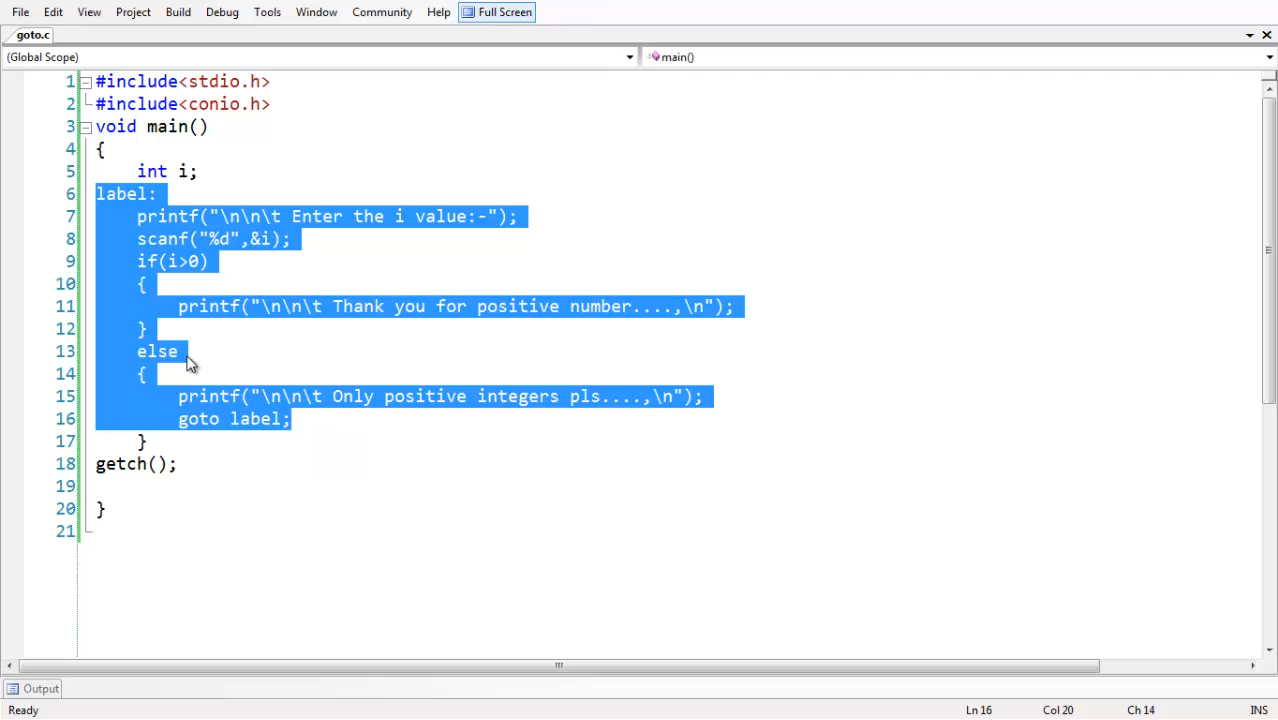 File Edit View Project Build Debug Tools Window Community Help Full Screen
goto.c
(Global Scope) main()
1 #include<stdio.h>
2 #include<conio.h>
3 void main()
4 {
5 int i;
6 label:
7 printf("\n\n\t Enter the i value:-");
8 scanf("%d",&i);
9 if(i>0)
10 {
11 printf("\n\n\t Thank you for positive number....,\n");
12 }
13 else
14 {
15 printf("\n\n\t Only positive integers pls....,\n");
16 goto label;
17 }
18 getch();
19
20 }
21
Output
Ready Ln 16 Col 20 Ch 14 INS